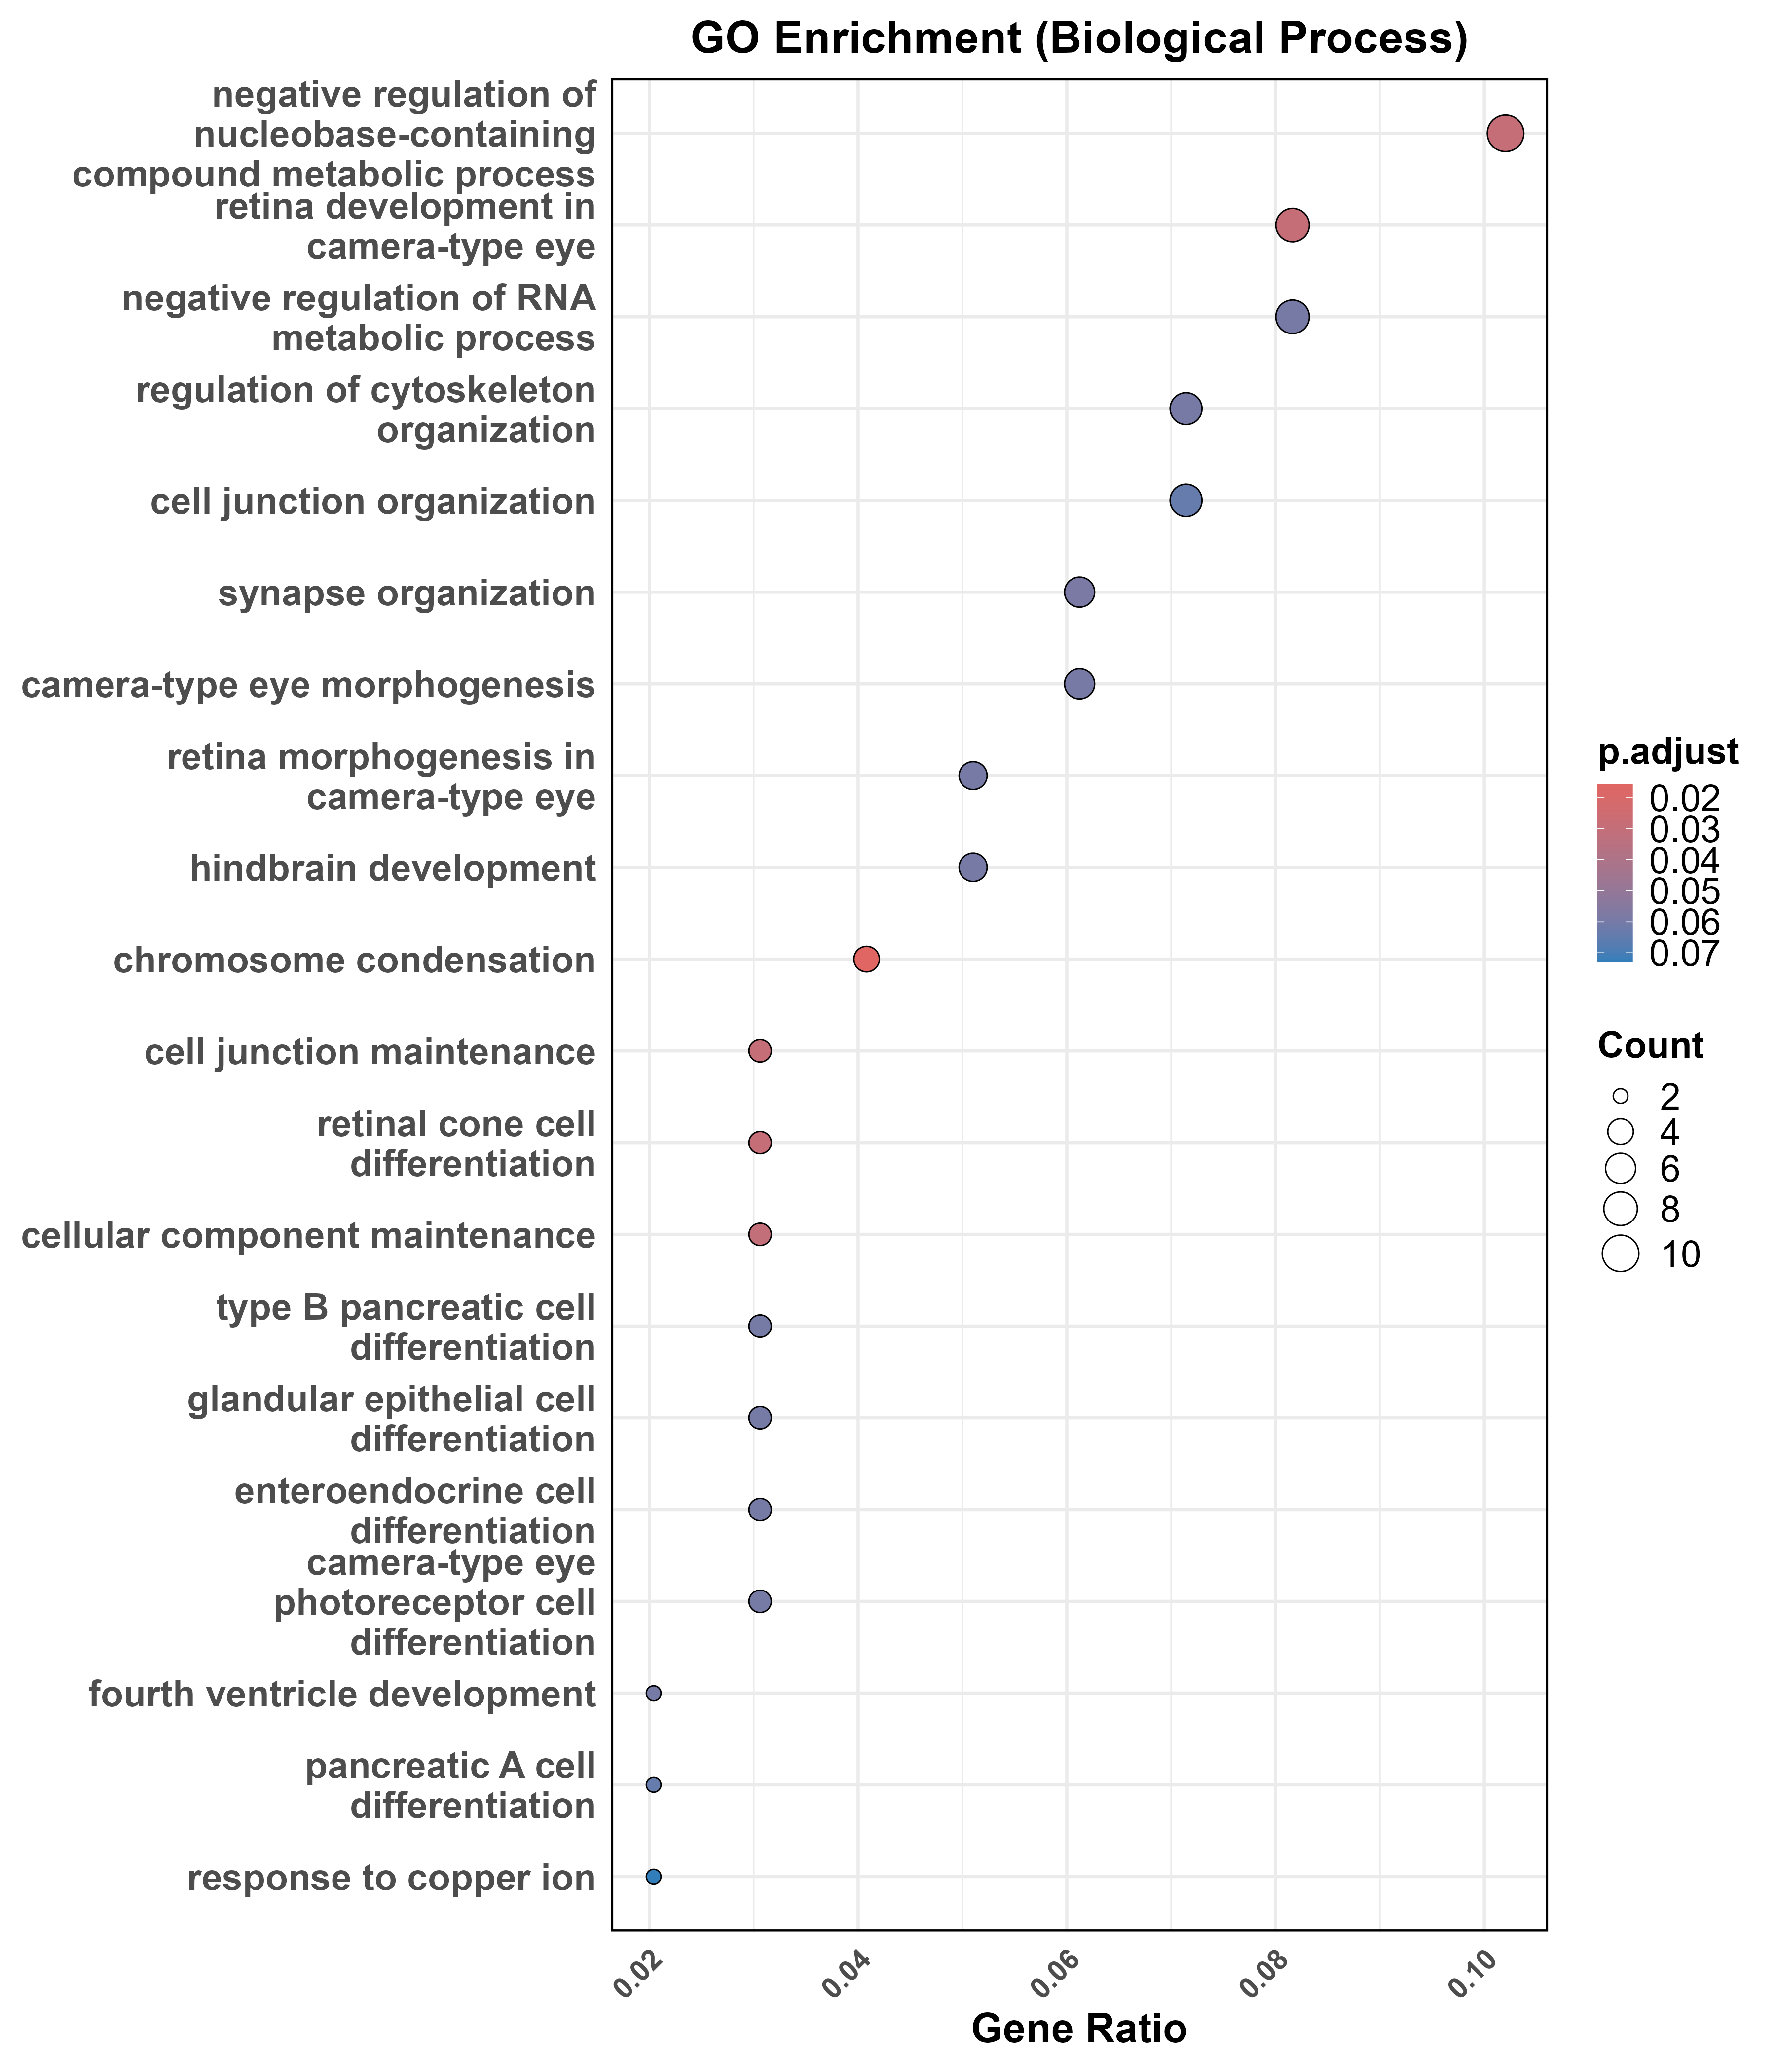 GO Enrichment (Biological Process)
negative regulation of
nucleobase-containing
compound metabolic process
retina development in
camera-type eye
negative regulation of RNA
metabolic process
regulation of cytoskeleton
organization
cell junction organization
synapse organization
camera-type eye morphogenesis
retina morphogenesis in
camera-type eye
hindbrain development
chromosome condensation
cell junction maintenance
retinal cone cell
differentiation
cellular component maintenance
type B pancreatic cell
differentiation
glandular epithelial cell
differentiation
enteroendocrine cell
differentiation
camera-type eye
photoreceptor cell
differentiation
fourth ventricle development
pancreatic A cell
differentiation
response to copper ion
0.02
0.04
0.06
0.08
0.10
Gene Ratio
p.adjust
0.02
0.03
0.04
0.05
0.06
0.07
Count
2
4
6
8
10